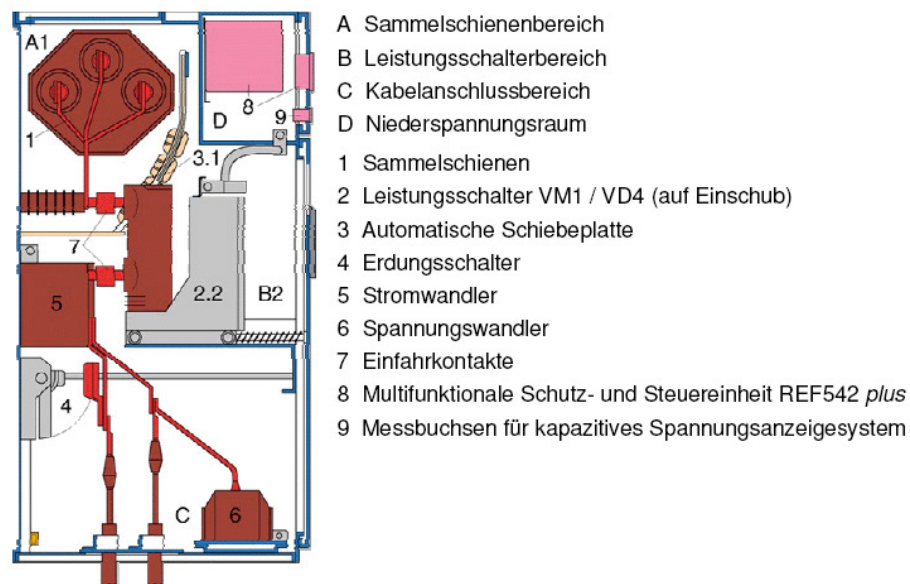 A1
1
8
D
9
3.1
7
5
2.2
B2
4
C
6
A Sammelschienenbereich
B Leistungsschalterbereich
C Kabelanschlussbereich
D Niederspannungsraum
1 Sammelschienen
2 Leistungsschalter VM1 / VD4 (auf Einschub)
3 Automatische Schiebeplatte
4 Erdungsschalter
5 Stromwandler
6 Spannungswandler
7 Einfahrkontakte
8 Multifunktionale Schutz- und Steuereinheit REF542 plus
9 Messbuchsen für kapazitives Spannungsanzeigesystem